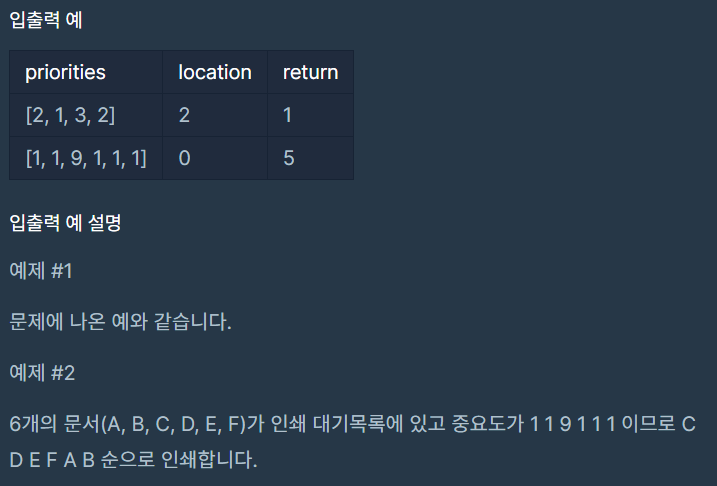 입출력 예
priorities location return
[2, 1, 3, 2] 2 1
[1, 1, 9, 1, 1, 1] 0 5
입출력 예 설명
예제 #1
문제에 나온 예와 같습니다.
예제 #2
6개의 문서(A, B, C, D, E, F)가 인쇄 대기목록에 있고 중요도가 1 1 9 1 1 1 이므로 C
D E F A B 순으로 인쇄합니다.